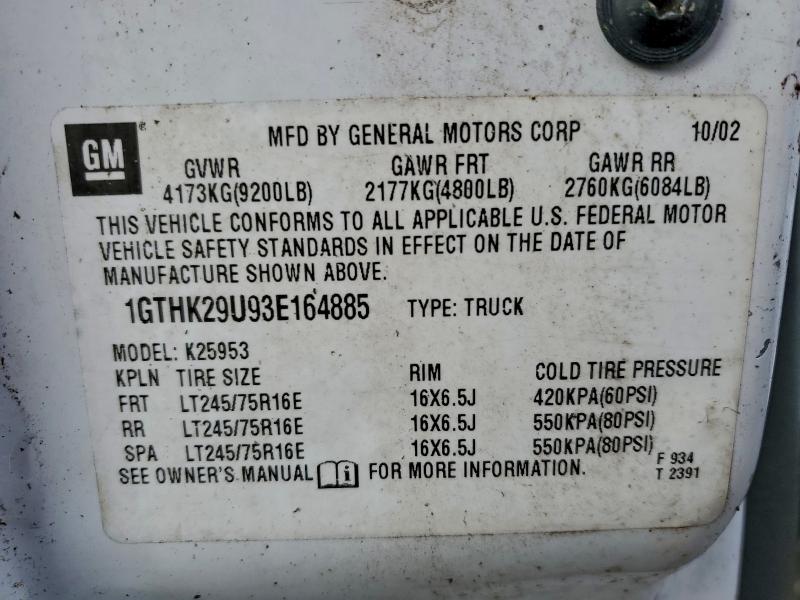 GM® MFD BY GENERAL MOTORS CORP 10/02
GVWR GAWR FRT GAWR RR
4173KG(9200LB) 2177KG(4800LB) 2760KG(6084LB)
THIS VEHICLE CONFORMS TO ALL APPLICABLE U.S. FEDERAL MOTOR
VEHICLE SAFETY STANDARDS IN EFFECT ON THE DATE OF
MANUFACTURE SHOWN ABOVE.
1GTHK29U93E164885 TYPE: TRUCK
MODEL: K25953
KPLN TIRE SIZE RIM COLD TIRE PRESSURE
FRT LT245/75R16E 16X6.5J 420KPA(60PSI)
RR LT245/75R16E 16X6.5J 550KPA(80PSI)
SPA LT245/75R16E 16X6.5J 550KPA(80PSI)
SEE OWNER'S MANUAL i FOR MORE INFORMATION.
F 934
T 2391